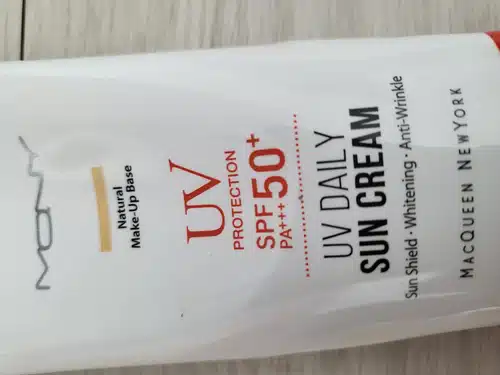 MONY
Natural
Make-Up Base
UV
PROTECTION
SPF50+
PA+++
UV DAILY
SUN CREAM
Sun Shield · Whitening · Anti-Wrinkle
MACQUEEN NEWYORK